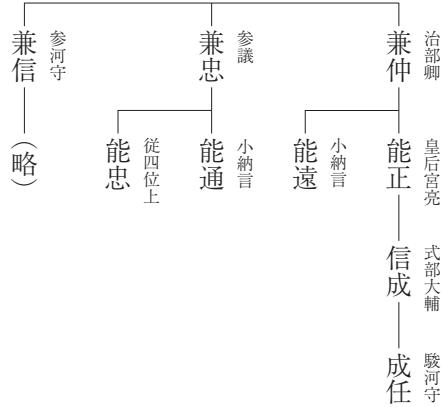 治部卿
兼仲
皇后宮亮
能正
式部大輔
信成
駿河守
成任
小納言
能遠
参議
兼忠
小納言
能通
従四位上
能忠
参河守
兼信
(略)